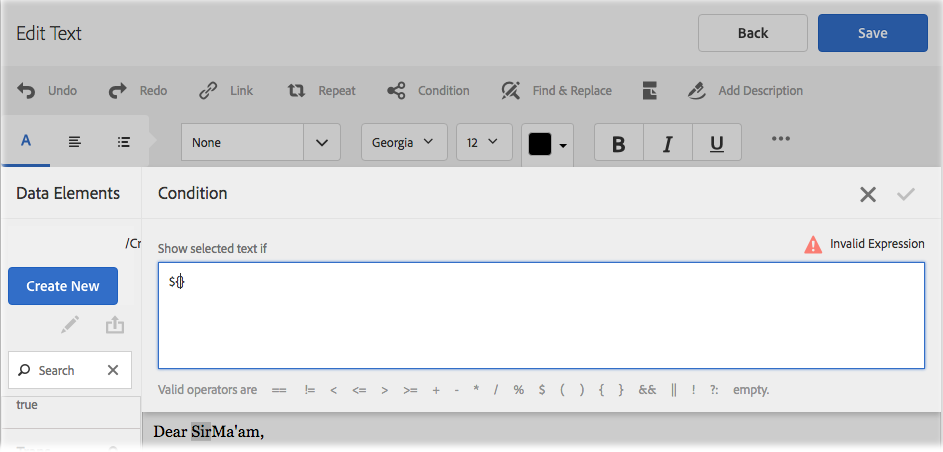 Edit Text
Back
Save
Undo
Redo
Link
Repeat
Condition
Find & Replace
Add Description
A
None
Georgia
12
B I U
Data Elements
Condition
/Cr
Show selected text if
Invalid Expression
Create New
${}
Search
Valid operators are == != < <= > >= + - * / % $ ( ) { } && || ! ?: empty.
true
Dear SirMa'am,